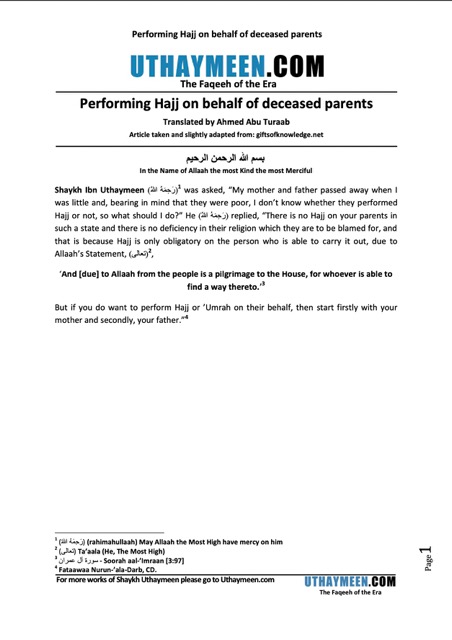 Performing Hajj on behalf of deceased parents
UTHAYMEEN.COM
The Faqeeh of the Era
Performing Hajj on behalf of deceased parents
Translated by Ahmed Abu Turaab
Article taken and slightly adapted from: giftsofknowledge.net
بسم الله الرحمن الرحيم
In the Name of Allaah the most Kind the most Merciful
Shaykh Ibn Uthaymeen (رَحِمَهُ اللهُ)1 was asked, “My mother and father passed away when I
was little and, bearing in mind that they were poor, I don’t know whether they performed
Hajj or not, so what should I do?” He (رَحِمَهُ اللهُ) replied, “There is no Hajj on your parents in
such a state and there is no deficiency in their religion which they are to be blamed for, and
that is because Hajj is only obligatory on the person who is able to carry it out, due to
Allaah’s Statement, (تعالى)2,
‘And [due] to Allaah from the people is a pilgrimage to the House, for whoever is able to
find a way thereto.’3
But if you do want to perform Hajj or ’Umrah on their behalf, then start firstly with your
mother and secondly, your father.”4
1 (رَحِمَهُ اللهُ) (rahimahullaah) May Allaah the Most High have mercy on him
2 (تعالى) Ta’aala (He, The Most High)
3 سورة آل عمران - Soorah aal-’Imraan [3:97]
4 Fataawaa Nurun-’ala-Darb, CD.
For more works of Shaykh Uthaymeen please go to Uthaymeen.com
UTHAYMEEN.COM
The Faqeeh of the Era
Page 1